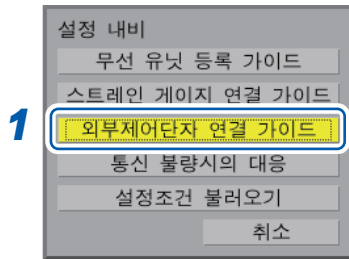 설정 내비
무선 유닛 등록 가이드
스트레인 게이지 연결 가이드
1
외부제어단자 연결 가이드
통신 불량시의 대응
설정조건 불러오기
취소